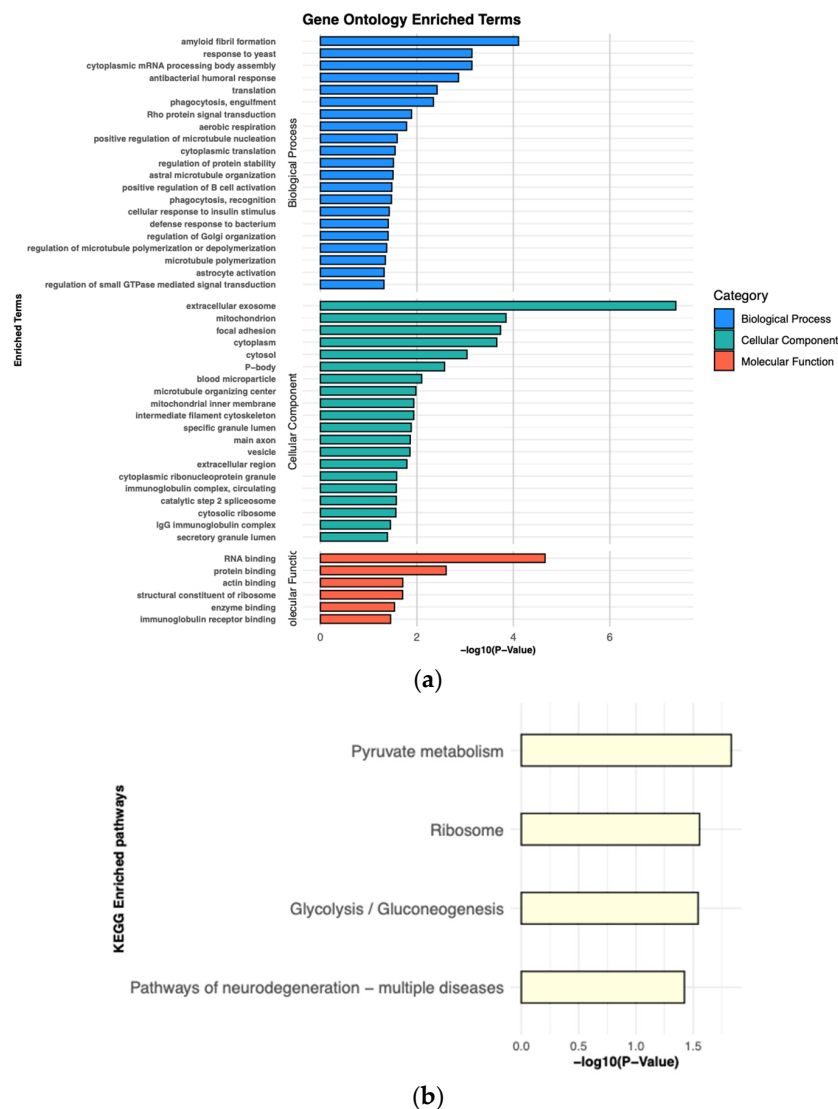 Gene Ontology Enriched Terms
amyloid fibril formation
response to yeast
cytoplasmic mRNA processing body assembly
antibacterial humoral response
translation
phagocytosis, engulfment
Rho protein signal transduction
aerobic respiration
positive regulation of microtubule nucleation
cytoplasmic translation
regulation of protein stability
astral microtubule organization
positive regulation of B cell activation
phagocytosis, recognition
cellular response to insulin stimulus
defense response to bacterium
regulation of Golgi organization
regulation of microtubule polymerization or depolymerization
microtubule polymerization
astrocyte activation
regulation of small GTPase mediated signal transduction
Biological Process
Enriched Terms
extracellular exosome
mitochondrion
focal adhesion
cytoplasm
cytosol
P-body
blood microparticle
microtubule organizing center
mitochondrial inner membrane
intermediate filament cytoskeleton
specific granule lumen
main axon
vesicle
extracellular region
cytoplasmic ribonucleoprotein granule
immunoglobulin complex, circulating
catalytic step 2 spliceosome
cytosolic ribosome
IgG immunoglobulin complex
secretory granule lumen
Cellular Component
RNA binding
protein binding
actin binding
structural constituent of ribosome
enzyme binding
immunoglobulin receptor binding
olecular Functic
0 2 4 6
−log10(P−Value)
Category
Biological Process
Cellular Component
Molecular Function
(a)
KEGG Enriched pathways
Pyruvate metabolism
Ribosome
Glycolysis / Gluconeogenesis
Pathways of neurodegeneration − multiple diseases
0.0 0.5 1.0 1.5
−log10(P−Value)
(b)